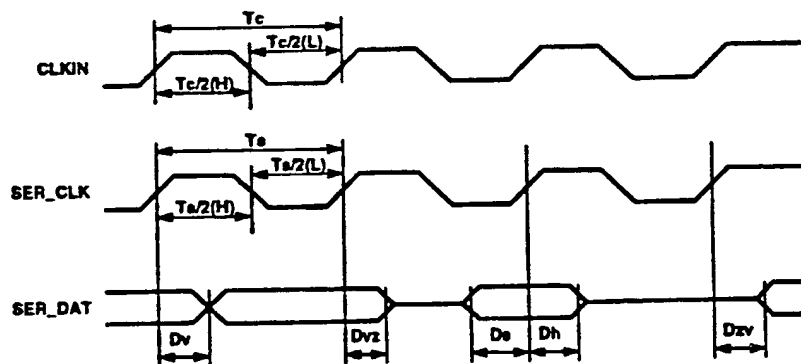 Tc
Tc/2(L)
CLKIN
Tc/2(H)
Ts
Ts/2(L)
SER_CLK
Ts/2(H)
SER_DAT
Dv
Dvz
Ds
Dh
Dzv